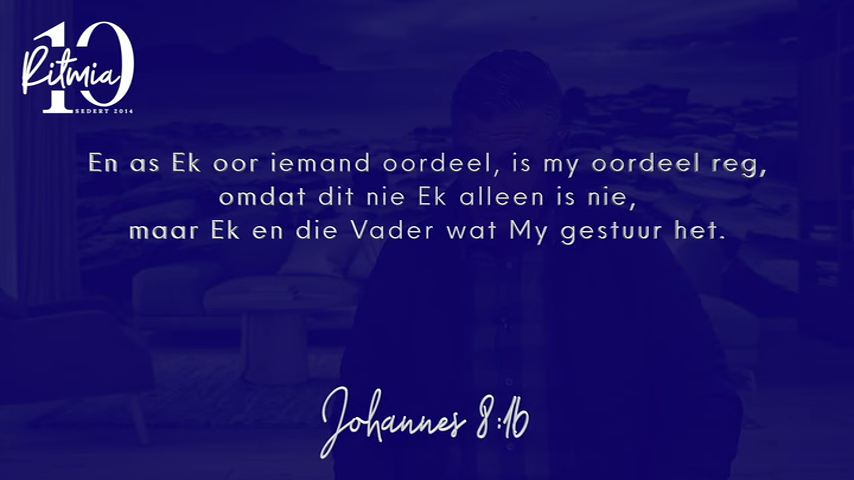 10
Ritmia
SEDERT 2014
En as Ek oor iemand oordeel, is my oordeel reg,
omdat dit nie Ek alleen is nie,
maar Ek en die Vader wat My gestuur het.
Johannes 8:16